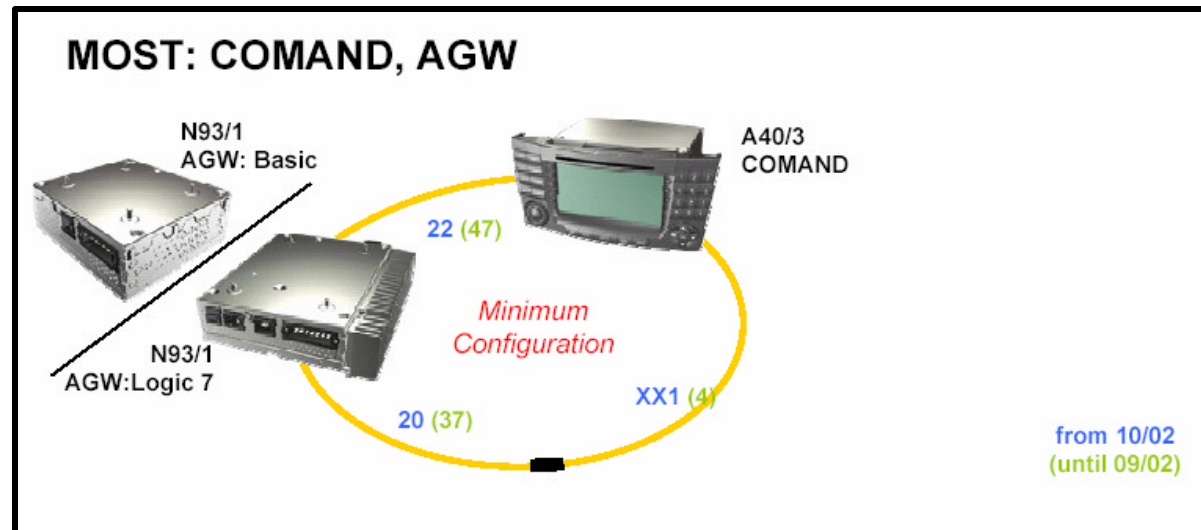 MOST: COMAND, AGW
N93/1
AGW: Basic
A40/3
COMAND
22 (47)
Minimum
Configuration
N93/1
AGW:Logic 7
20 (37)
XX1 (4)
from 10/02
(until 09/02)